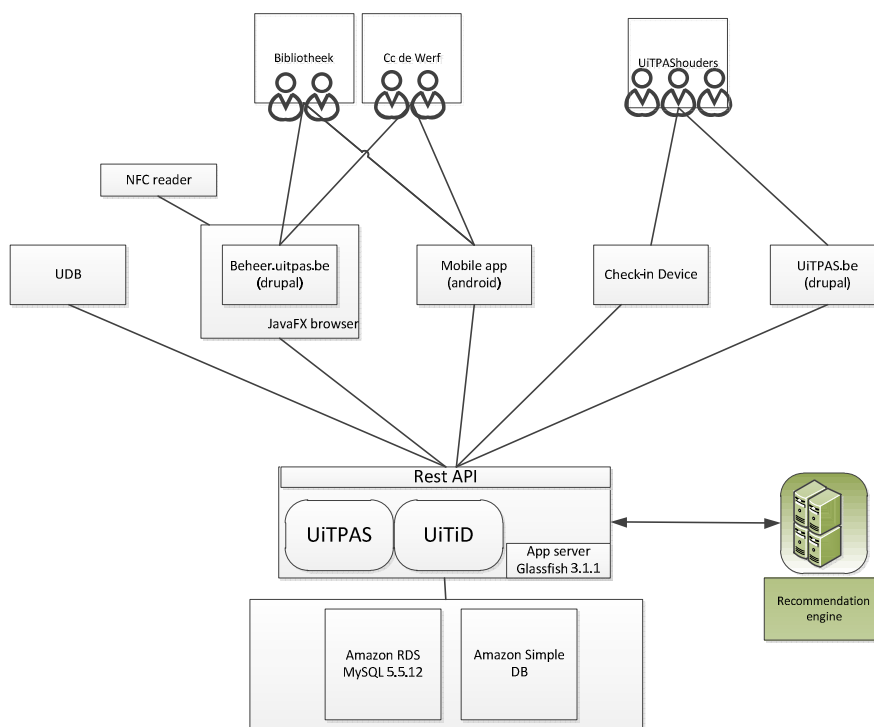 Bibliotheek
Cc de Werf
UiTPAShouders
NFC reader
UDB
Beheer.uitpas.be
(drupal)
JavaFX browser
Mobile app
(android)
Check-in Device
UiTPAS.be
(drupal)
Rest API
UiTPAS
UiTiD
App server
Glassfish 3.1.1
Recommendation
engine
Amazon RDS
MySQL 5.5.12
Amazon Simple
DB